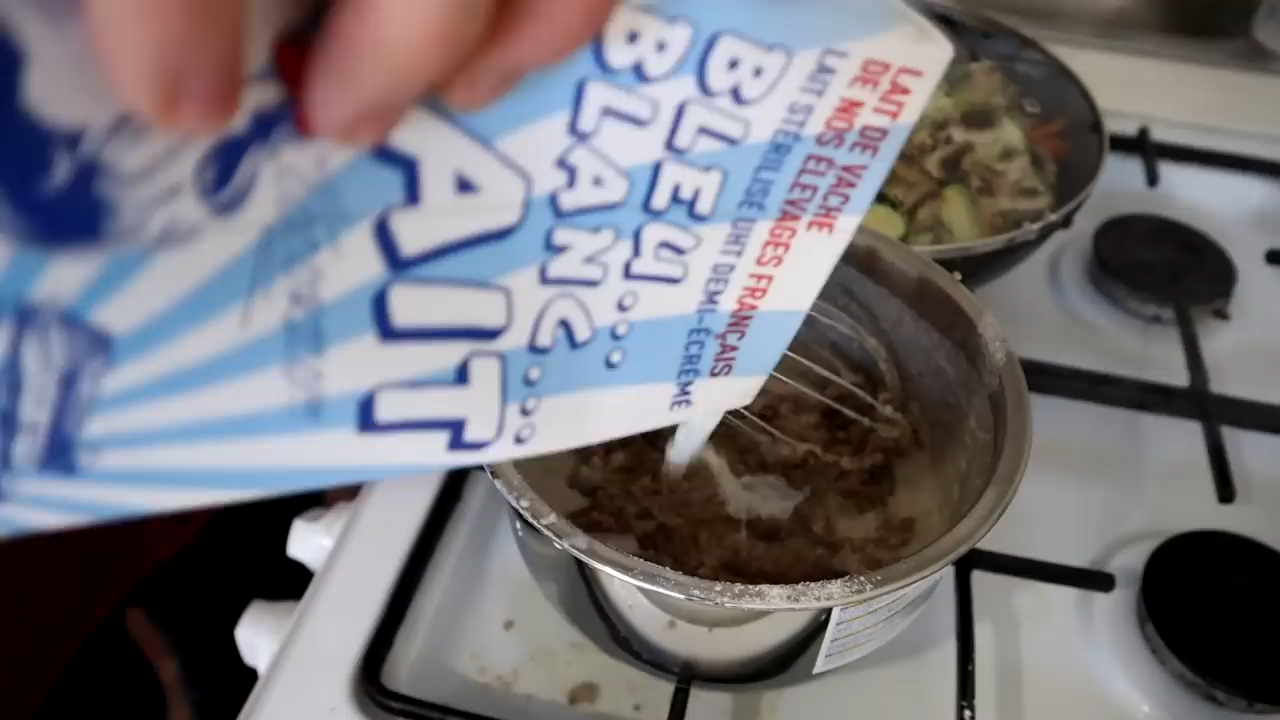 LAIT DE VACHE
DE NOS ÉLEVAGES FRANÇAIS
LAIT STÉRILISÉ UHT DEMI-ÉCRÉMÉ
BLEU...
BLANC...
LAIT